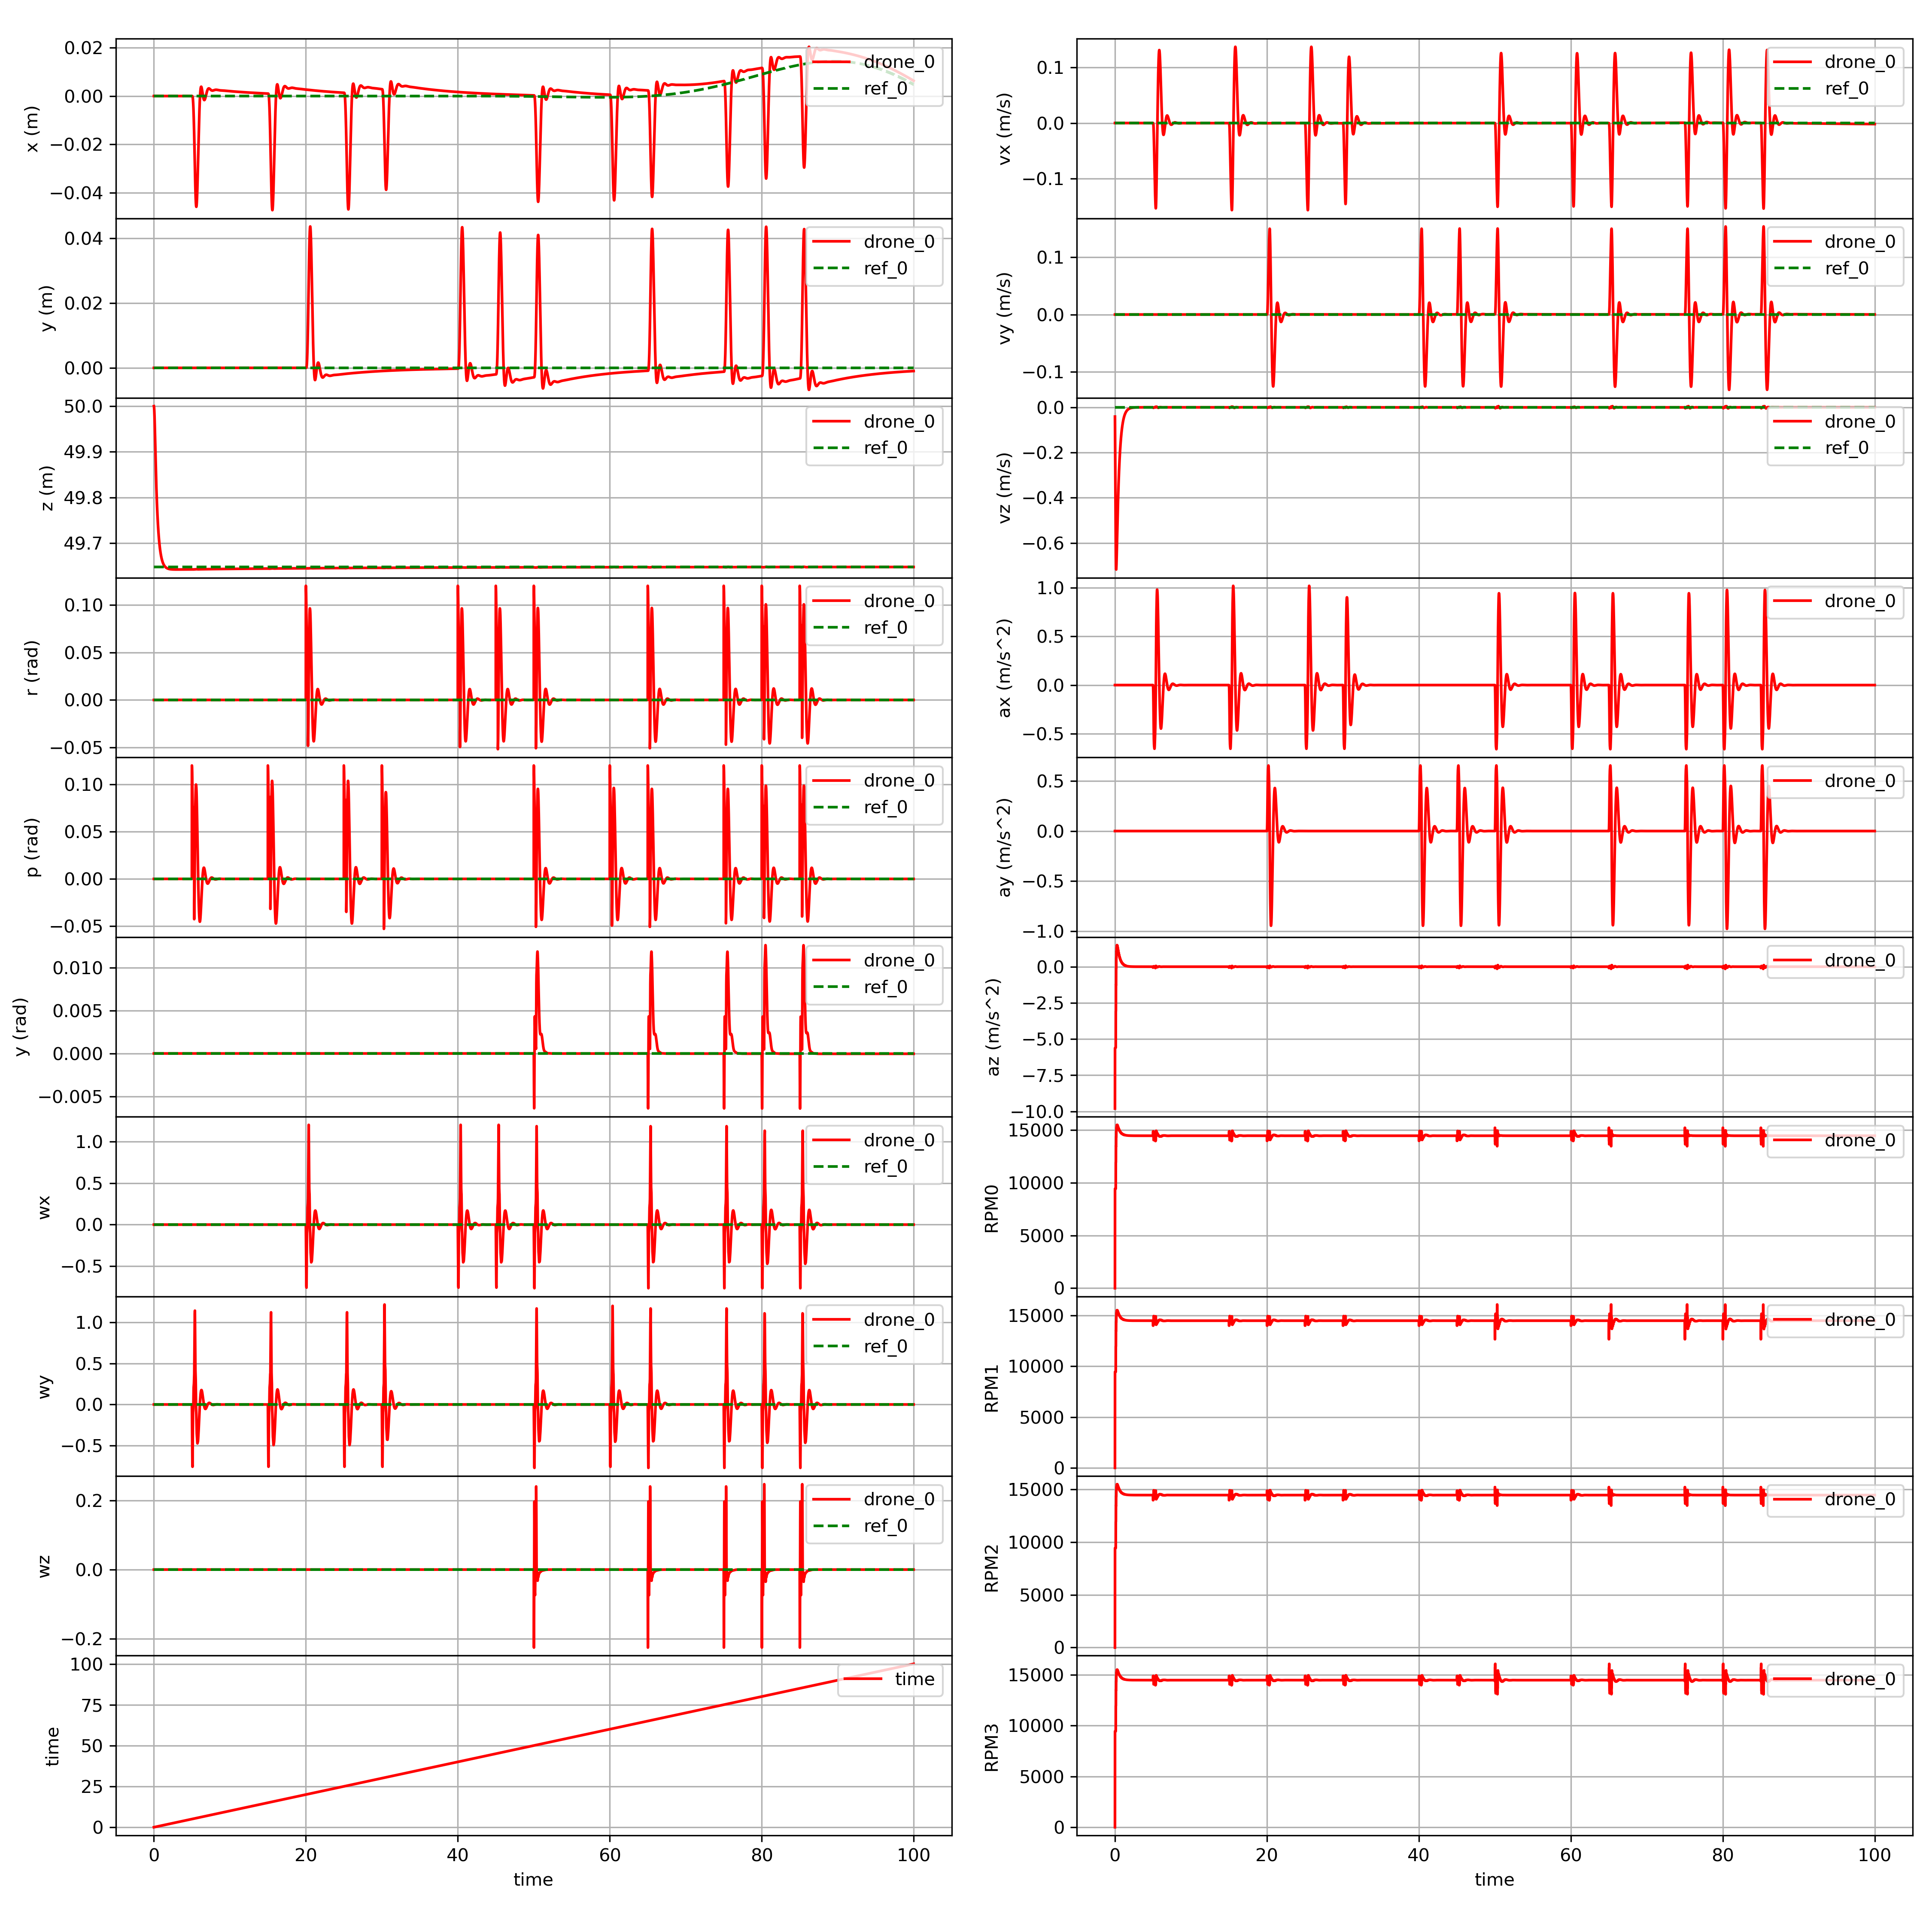 0.02
0.00
−0.02
−0.04
x (m)
drone_0
ref_0
0.04
0.02
0.00
y (m)
drone_0
ref_0
50.0
49.9
49.8
49.7
z (m)
drone_0
ref_0
0.10
0.05
0.00
−0.05
r (rad)
drone_0
ref_0
0.10
0.05
0.00
−0.05
p (rad)
drone_0
ref_0
0.010
0.005
0.000
−0.005
y (rad)
drone_0
ref_0
1.0
0.5
0.0
−0.5
wx
drone_0
ref_0
1.0
0.5
0.0
−0.5
wy
drone_0
ref_0
0.2
0.0
−0.2
wz
drone_0
ref_0
100
75
50
25
0
time
time
0 20 40 60 80 100
time
0.1
0.0
−0.1
vx (m/s)
drone_0
ref_0
0.1
0.0
−0.1
vy (m/s)
drone_0
ref_0
0.0
−0.2
−0.4
−0.6
vz (m/s)
drone_0
ref_0
1.0
0.5
0.0
−0.5
ax (m/s^2)
drone_0
0.5
0.0
−0.5
−1.0
ay (m/s^2)
drone_0
0.0
−2.5
−5.0
−7.5
−10.0
az (m/s^2)
drone_0
15000
10000
5000
0
RPM0
drone_0
15000
10000
5000
0
RPM1
drone_0
15000
10000
5000
0
RPM2
drone_0
15000
10000
5000
0
RPM3
drone_0
0 20 40 60 80 100
time